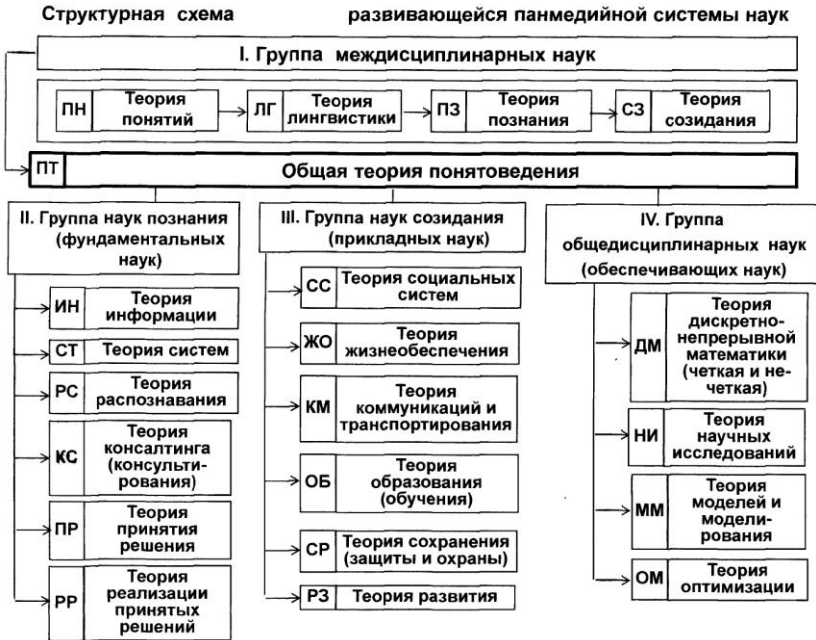 Структурная схема развивающейся панмедийной системы наук
I. Группа междисциплинарных наук
ПН
Теория
понятий
ЛГ
Теория
лингвистики
ПЗ
Теория
познания
СЗ
Теория
созидания
ПТ
Общая теория понятоведения
II. Группа наук познания
(фундаментальных
наук)
ИН
Теория
информации
СТ
Теория систем
РС
Теория
распознавания
КС
Теория
консалтинга
(консульти-
рования)
ПР
Теория
принятия
решения
РР
Теория
реализации
принятых
решений
III. Группа наук созидания
(прикладных наук)
СС
Теория социальных
систем
ЖО
Теория
жизнеобеспечения
КМ
Теория
коммуникаций и
транспортирования
ОБ
Теория
образования
(обучения)
СР
Теория сохранения
(защиты и охраны)
РЗ
Теория развития
IV. Группа
общедисциплинарных наук
(обеспечивающих наук)
ДМ
Теория
дискретно-
непрерывной
математики
(четкая и не-
четкая)
НИ
Теория
научных
исследований
ММ
Теория
моделей и
модели-
рования
ОМ
Теория
оптимизации